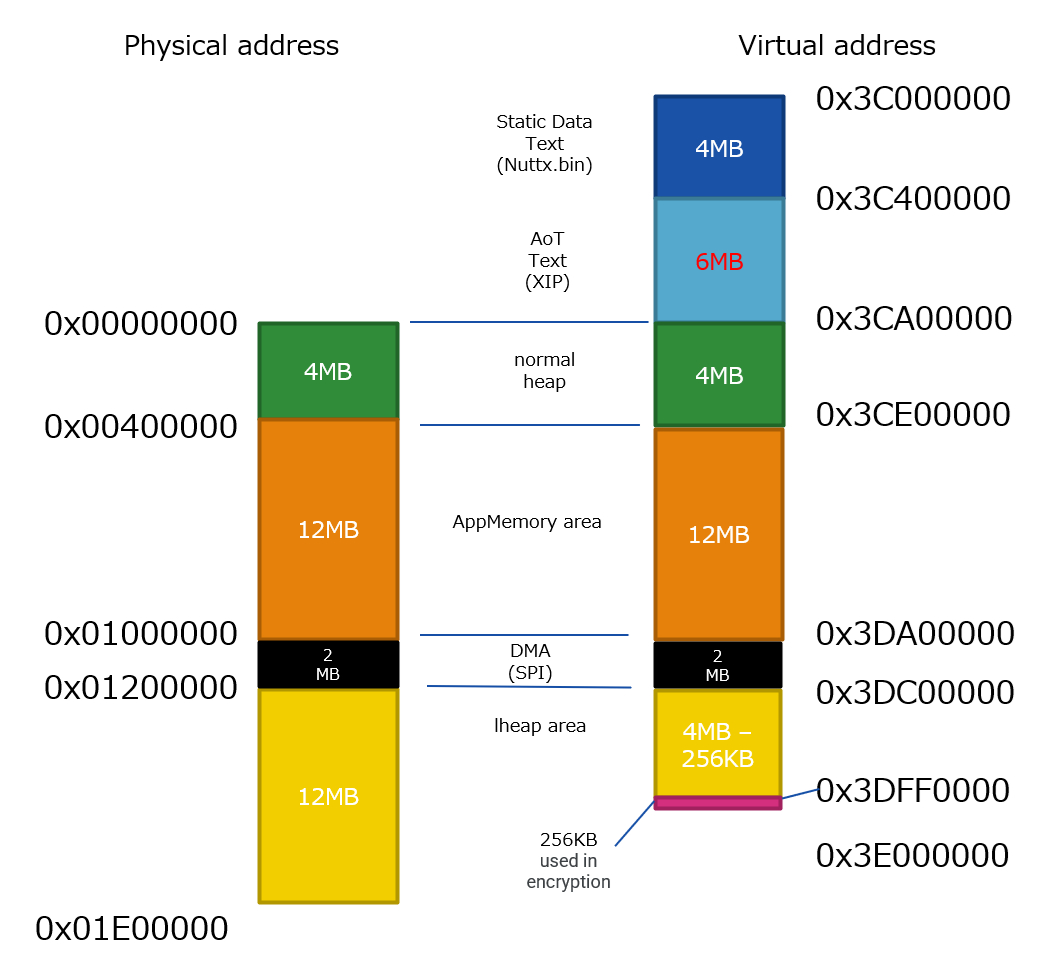 Physical address
Virtual address
0x3C000000
Static Data
Text
(Nuttx.bin)
4MB
0x3C400000
AoT
Text
(XIP)
6MB
0x00000000
0x3CA00000
4MB
normal
heap
4MB
0x00400000
0x3CE00000
12MB
AppMemory area
12MB
0x01000000
0x3DA00000
2
MB
DMA
(SPI)
2
MB
0x01200000
0x3DC00000
lheap area
4MB –
256KB
12MB
0x3DFF0000
256KB
used in
encryption
0x3E000000
0x01E00000